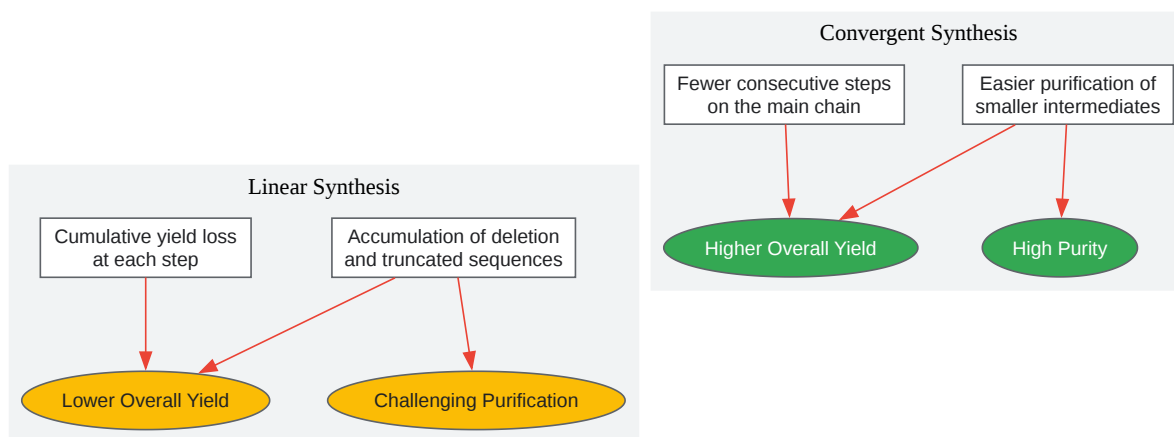 Convergent Synthesis
Fewer consecutive steps
on the main chain
Easier purification of
smaller intermediates
Higher Overall Yield
High Purity
Linear Synthesis
Cumulative yield loss
at each step
Accumulation of deletion
and truncated sequences
Lower Overall Yield
Challenging Purification